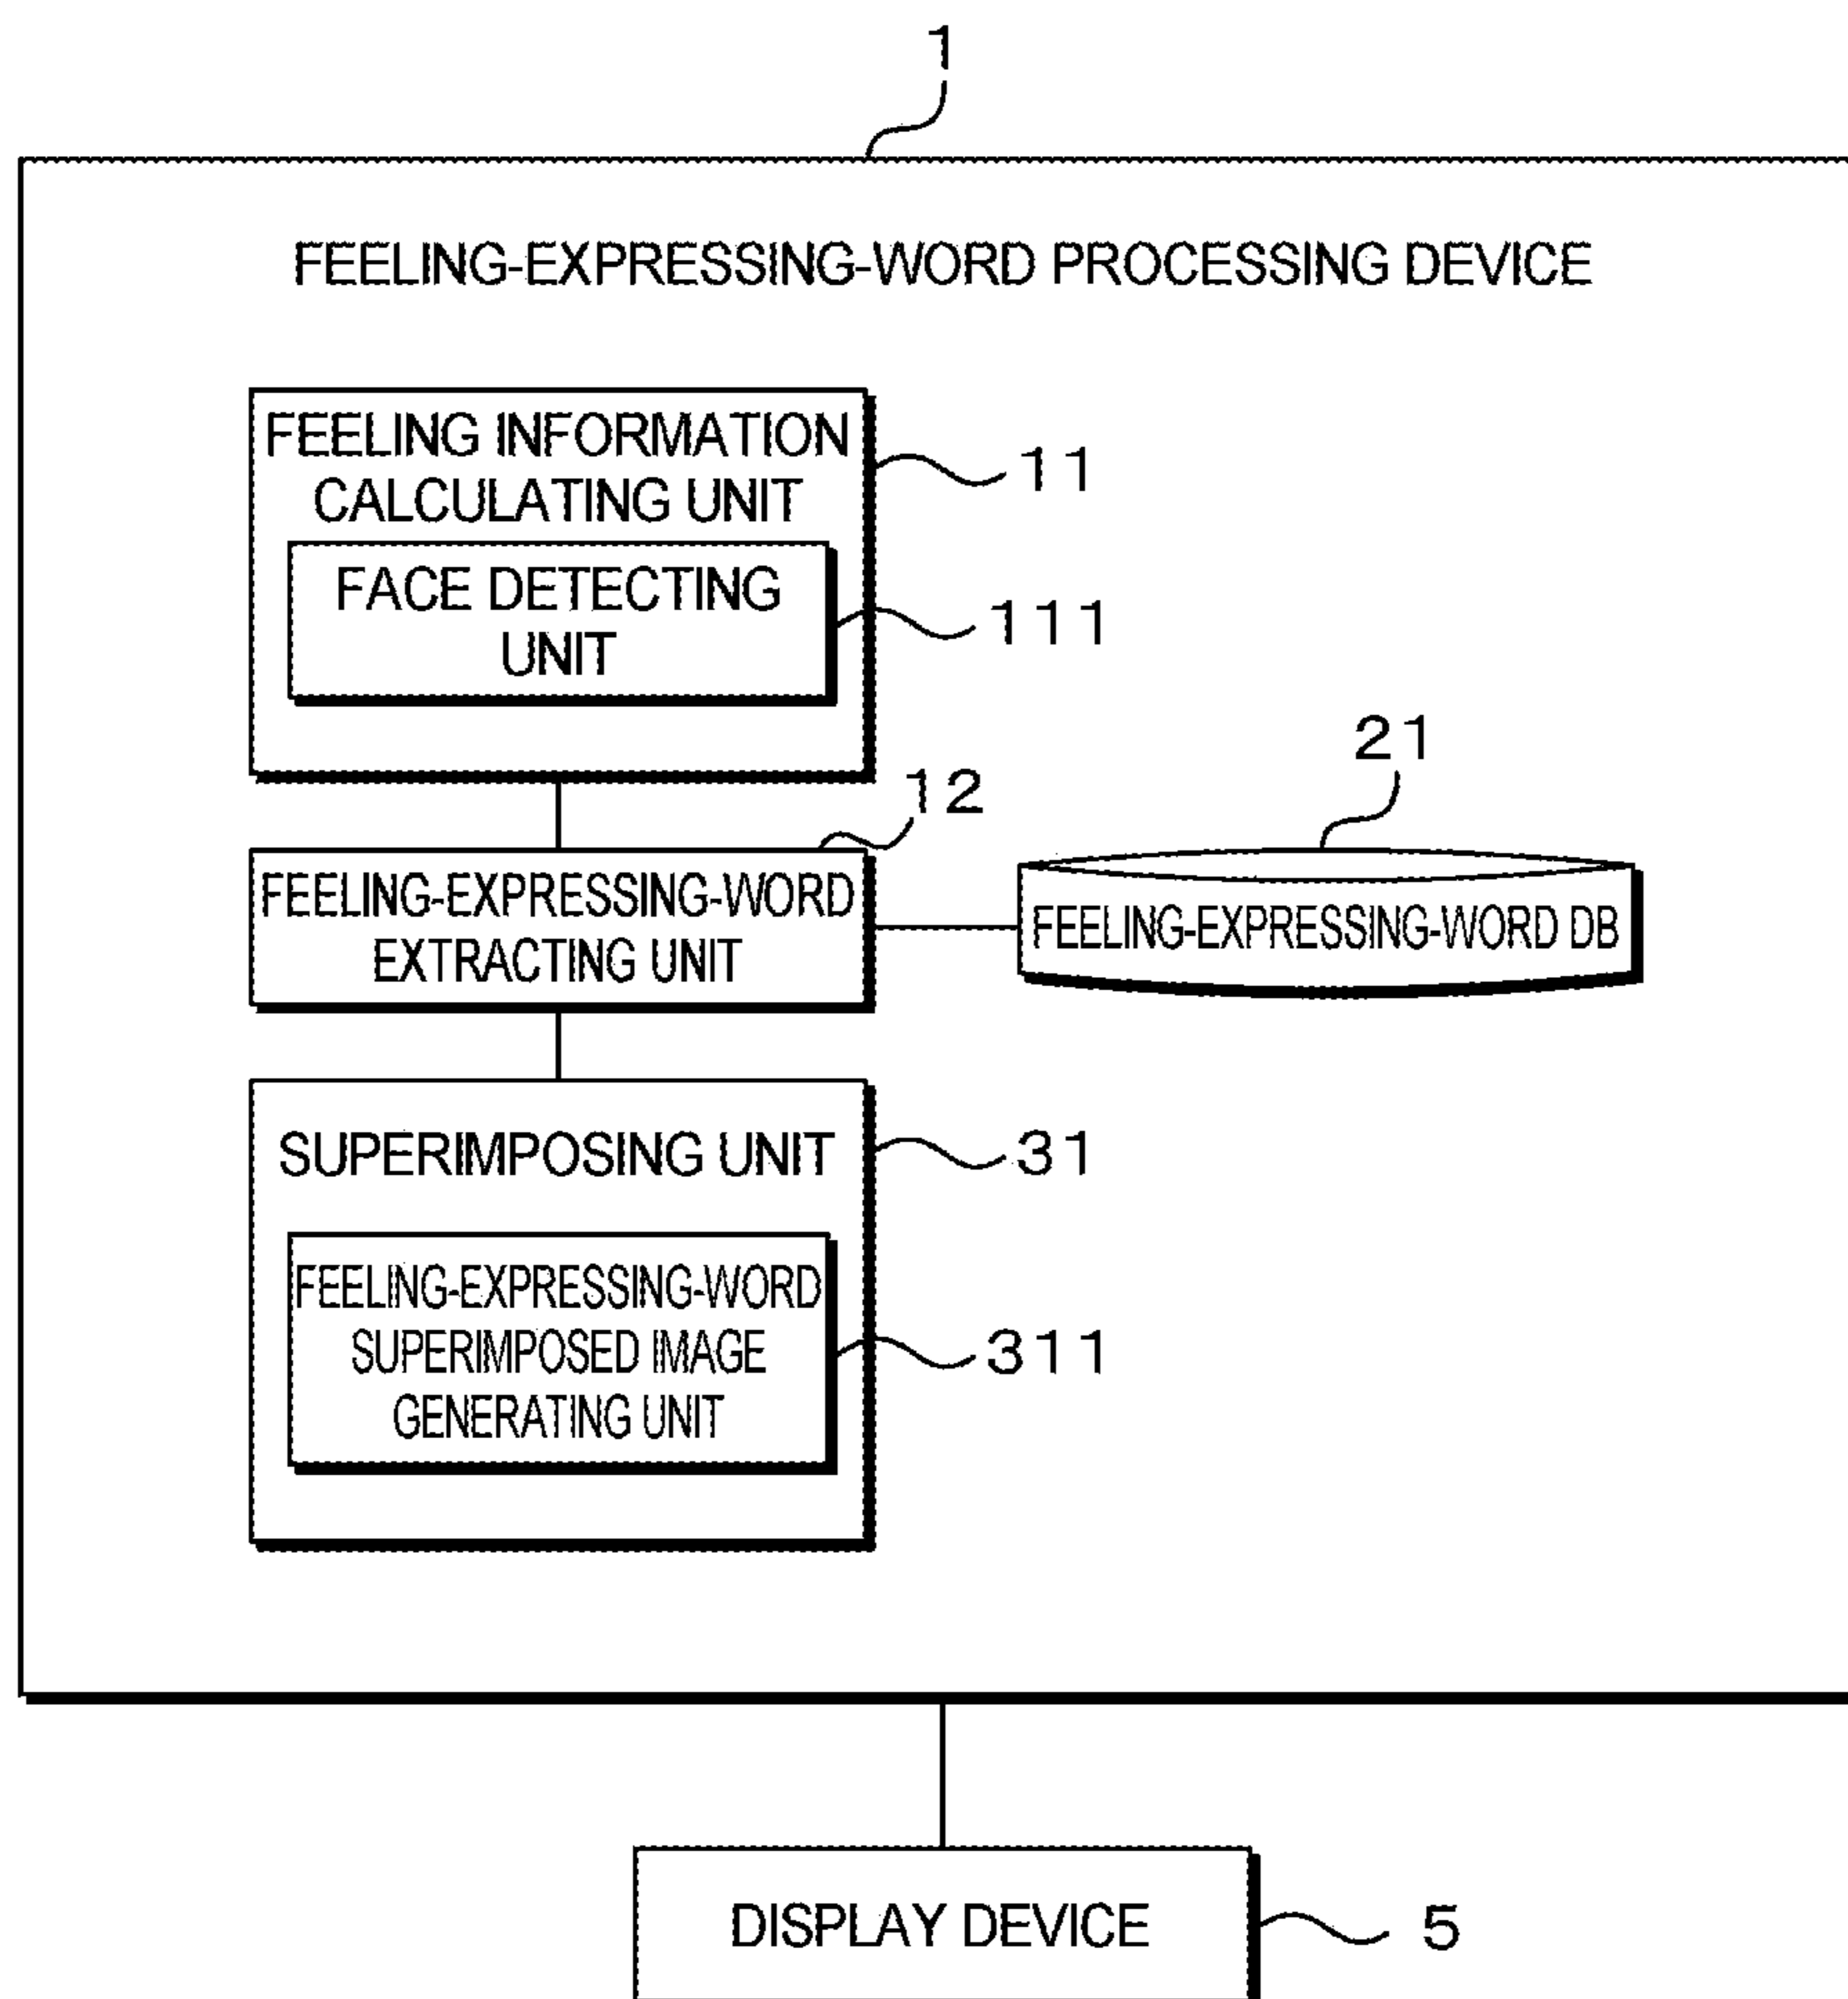 1
FEELING-EXPRESSING-WORD PROCESSING DEVICE
FEELING INFORMATION
CALCULATING UNIT
11
FACE DETECTING
UNIT
111
12
21
FEELING-EXPRESSING-WORD
EXTRACTING UNIT
FEELING-EXPRESSING-WORD DB
SUPERIMPOSING UNIT
31
FEELING-EXPRESSING-WORD
SUPERIMPOSED IMAGE
GENERATING UNIT
311
DISPLAY DEVICE
5